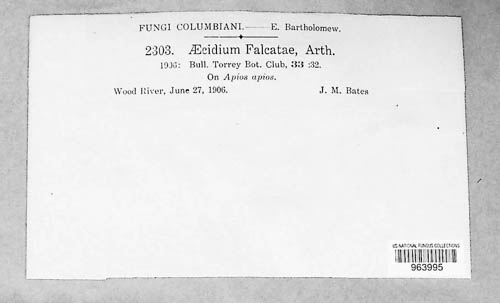 FUNGI COLUMBIANI.——E. Bartholomew.
2303. Æcidium Falcatae, Arth.
1906: Bull. Torrey Bot. Club, 33 :32.
On Apios apios.
Wood River, June 27, 1906. J. M. Bates
US NATIONAL FUNGUS COLLECTIONS
963995